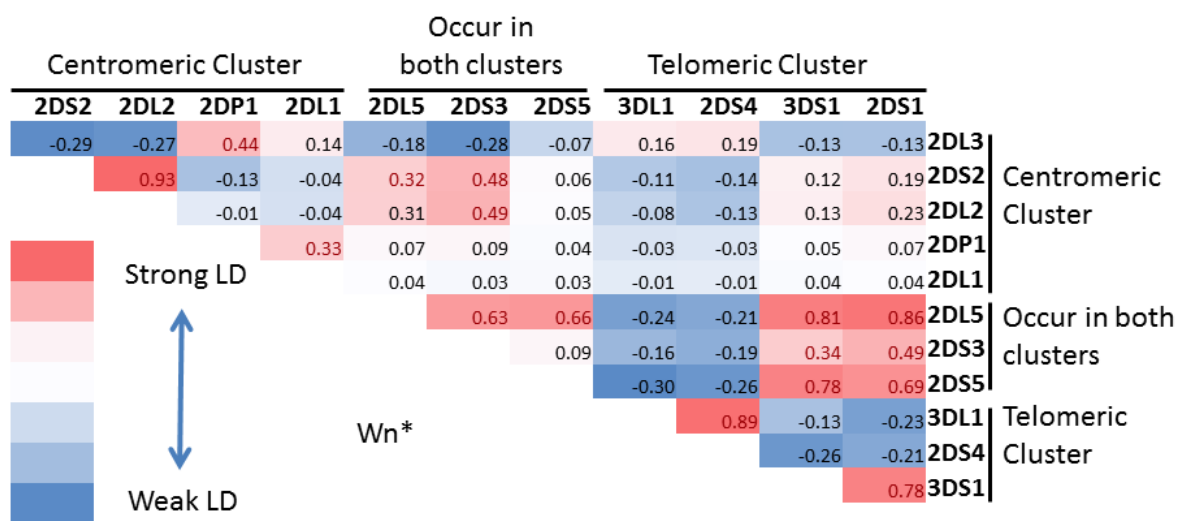 Occur in
both clusters
Centromeric Cluster Telomeric Cluster
2DS2 2DL2 2DP1 2DL1 2DL5 2DS3 2DS5 3DL1 2DS4 3DS1 2DS1
-0.29 -0.27 0.44 0.14 -0.18 -0.28 -0.07 0.16 0.19 -0.13 -0.13 2DL3
0.93 -0.13 -0.04 0.32 0.48 0.06 -0.11 -0.14 0.12 0.19 2DS2
-0.01 -0.04 0.31 0.49 0.05 -0.08 -0.13 0.13 0.23 2DL2
0.33 0.07 0.09 0.04 -0.03 -0.03 0.05 0.07 2DP1
0.04 0.03 0.03 -0.01 -0.01 0.04 0.04 2DL1
Centromeric
Cluster
0.63 0.66 -0.24 -0.21 0.81 0.86 2DL5
0.09 -0.16 -0.19 0.34 0.49 2DS3
-0.30 -0.26 0.78 0.69 2DS5
Occur in both
clusters
0.89 -0.13 -0.23 3DL1
-0.26 -0.21 2DS4
0.78 3DS1
Telomeric
Cluster
Strong LD
Weak LD
Wn*